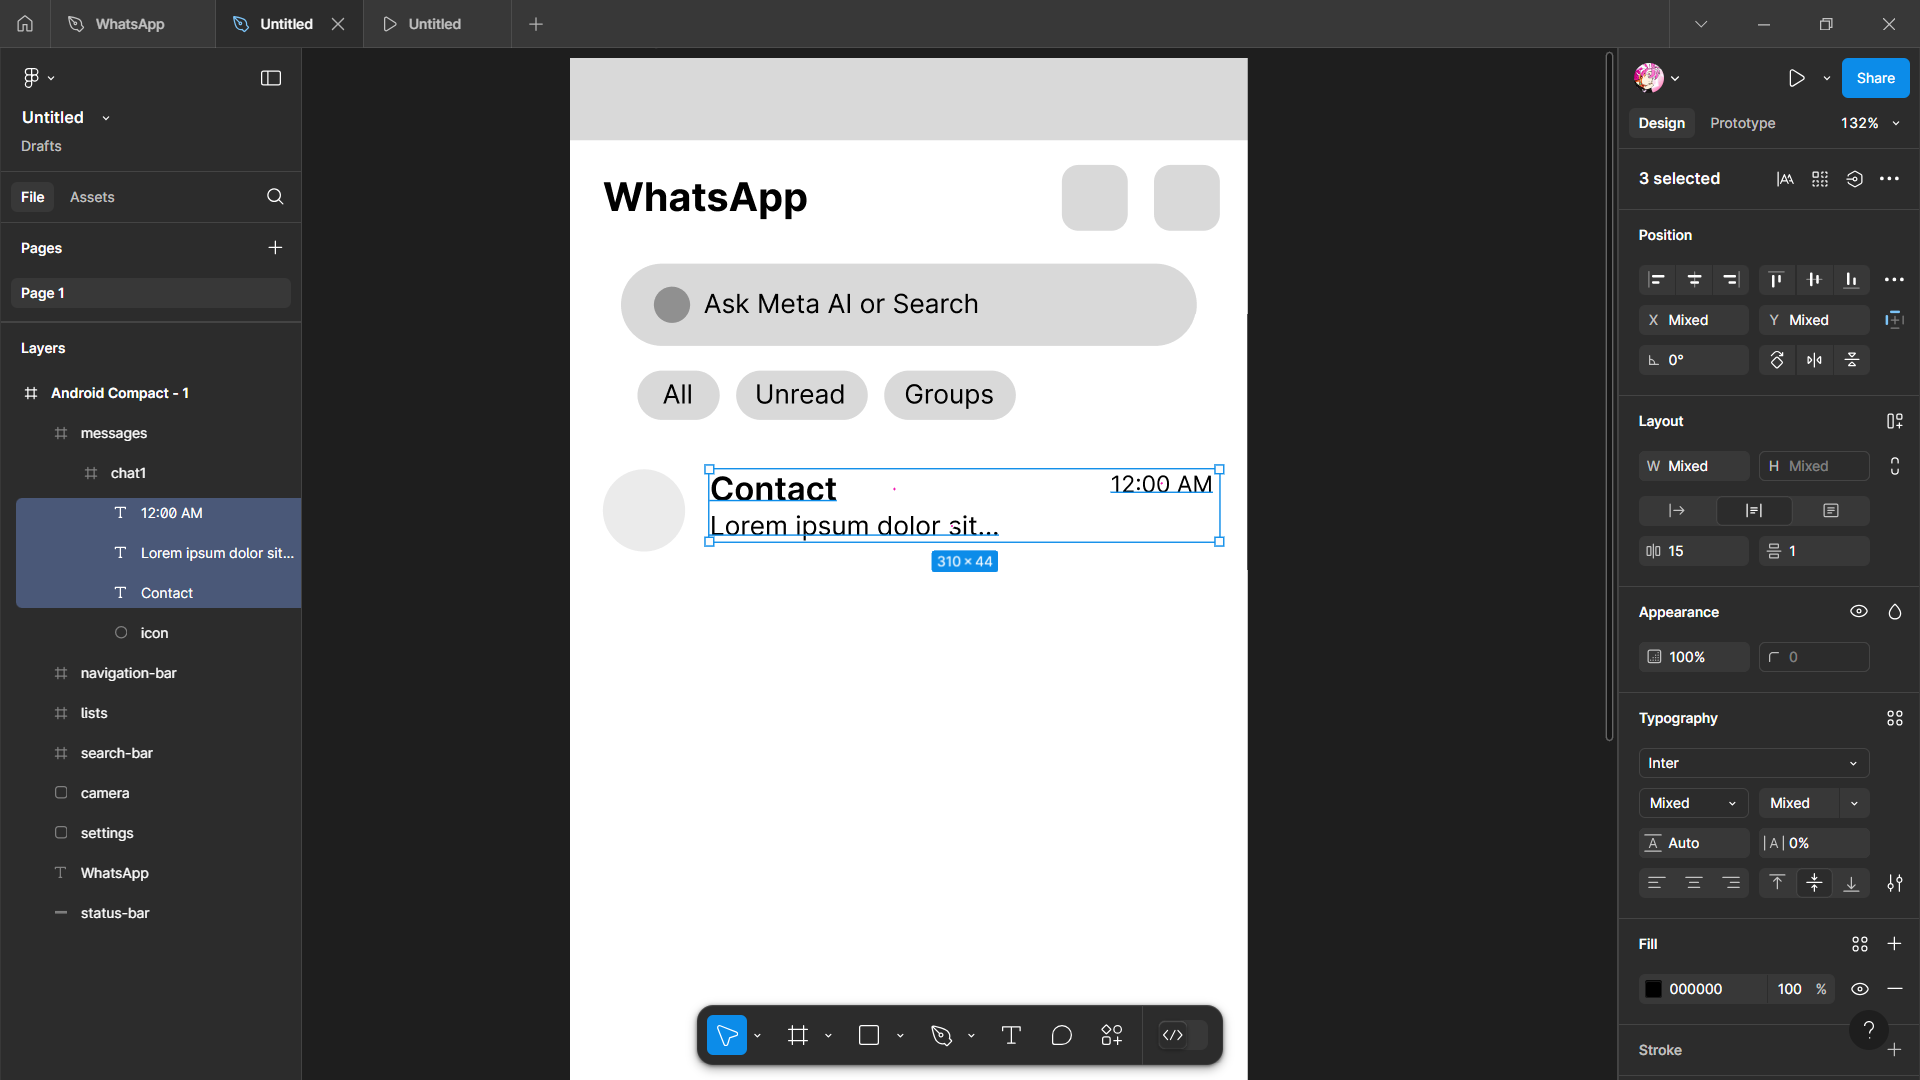 WhatsApp
Untitled
Untitled
Untitled
Drafts
File
Assets
Pages
Page 1
Layers
Android Compact - 1
messages
chat1
12:00 AM
Lorem ipsum dolor sit...
Contact
icon
navigation-bar
lists
search-bar
camera
settings
WhatsApp
status-bar
WhatsApp
Ask Meta AI or Search
All
Unread
Groups
Contact
12:00 AM
Lorem ipsum dolor sit...
310 × 44
Share
Design
Prototype
132%
3 selected
Position
X Mixed
Y Mixed
0°
Layout
W Mixed
H Mixed
15
1
Appearance
100%
0
Typography
Inter
Mixed
Mixed
Auto
0%
Fill
000000
100 %
Stroke
?